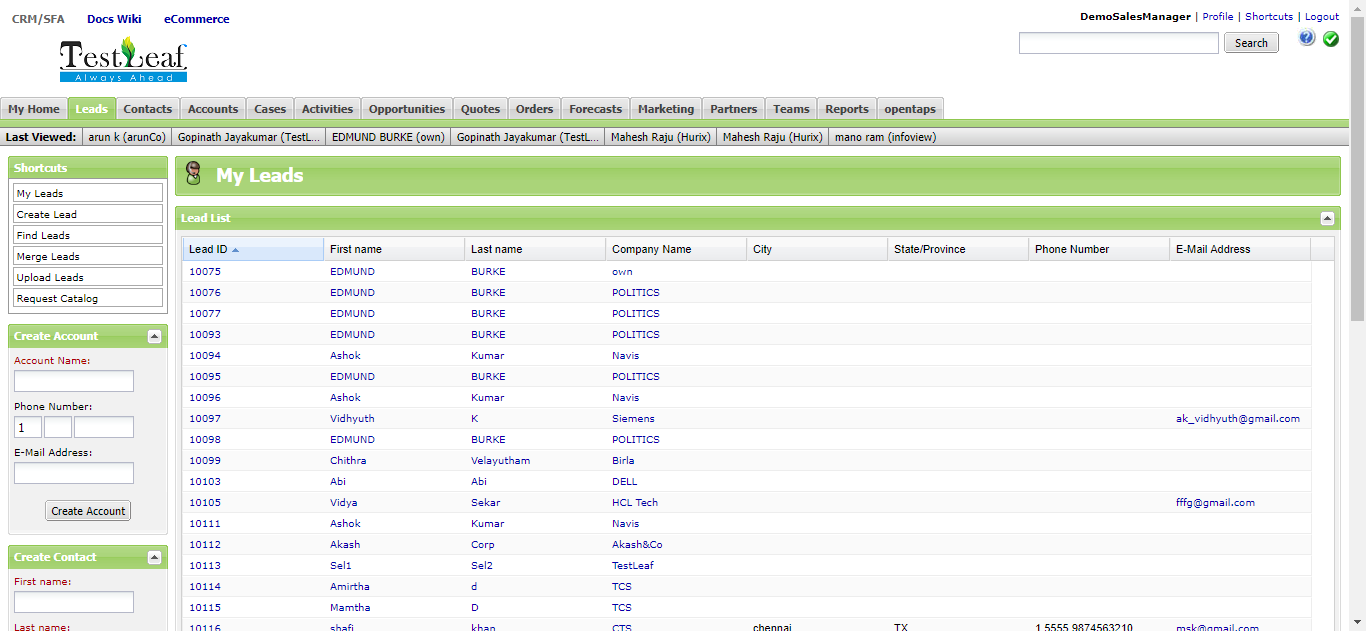 CRM/SFA Docs Wiki eCommerce
DemoSalesManager | Profile | Shortcuts | Logout
TestLeaf
Always Ahead
Search
My Home Leads Contacts Accounts Cases Activities Opportunities Quotes Orders Forecasts Marketing Partners Teams Reports opentaps
Last Viewed: arun k (arunCo) Gopinath Jayakumar (TestL... EDMUND BURKE (own) Gopinath Jayakumar (TestL... Mahesh Raju (Hurix) Mahesh Raju (Hurix) mano ram (infoview)
Shortcuts
My Leads
Create Lead
Find Leads
Merge Leads
Upload Leads
Request Catalog
Create Account
Account Name:
Phone Number:
1
E-Mail Address:
Create Account
Create Contact
First name:
Last name:
My Leads
Lead List
Lead ID First name Last name Company Name City State/Province Phone Number E-Mail Address
10075 EDMUND BURKE own
10076 EDMUND BURKE POLITICS
10077 EDMUND BURKE POLITICS
10093 EDMUND BURKE POLITICS
10094 Ashok Kumar Navis
10095 EDMUND BURKE POLITICS
10096 Ashok Kumar Navis
10097 Vidhyuth K Siemens ak_vidhyuth@gmail.com
10098 EDMUND BURKE POLITICS
10099 Chithra Velayutham Birla
10103 Abi Abi DELL
10105 Vidya Sekar HCL Tech fffg@gmail.com
10111 Ashok Kumar Navis
10112 Akash Corp Akash&Co
10113 Sel1 Sel2 TestLeaf
10114 Amirtha d TCS
10115 Mamtha D TCS
10116 shafi khan CTS chennai TX 1 5555 9874563210 msk@gmail.com